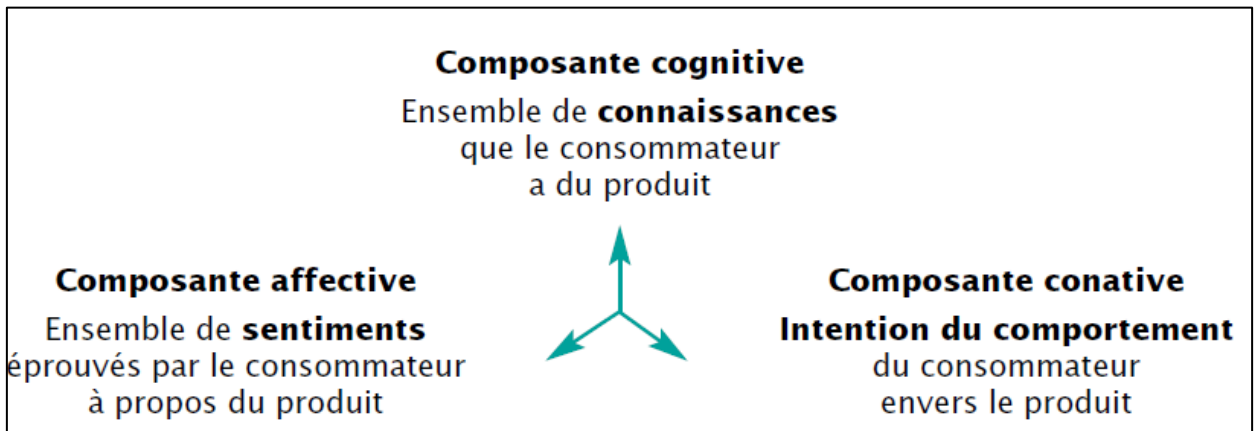 Composante cognitive
Ensemble de connaissances
que le consommateur
a du produit
Composante affective
Ensemble de sentiments
éprouvés par le consommateur
à propos du produit
Composante conative
Intention du comportement
du consommateur
envers le produit